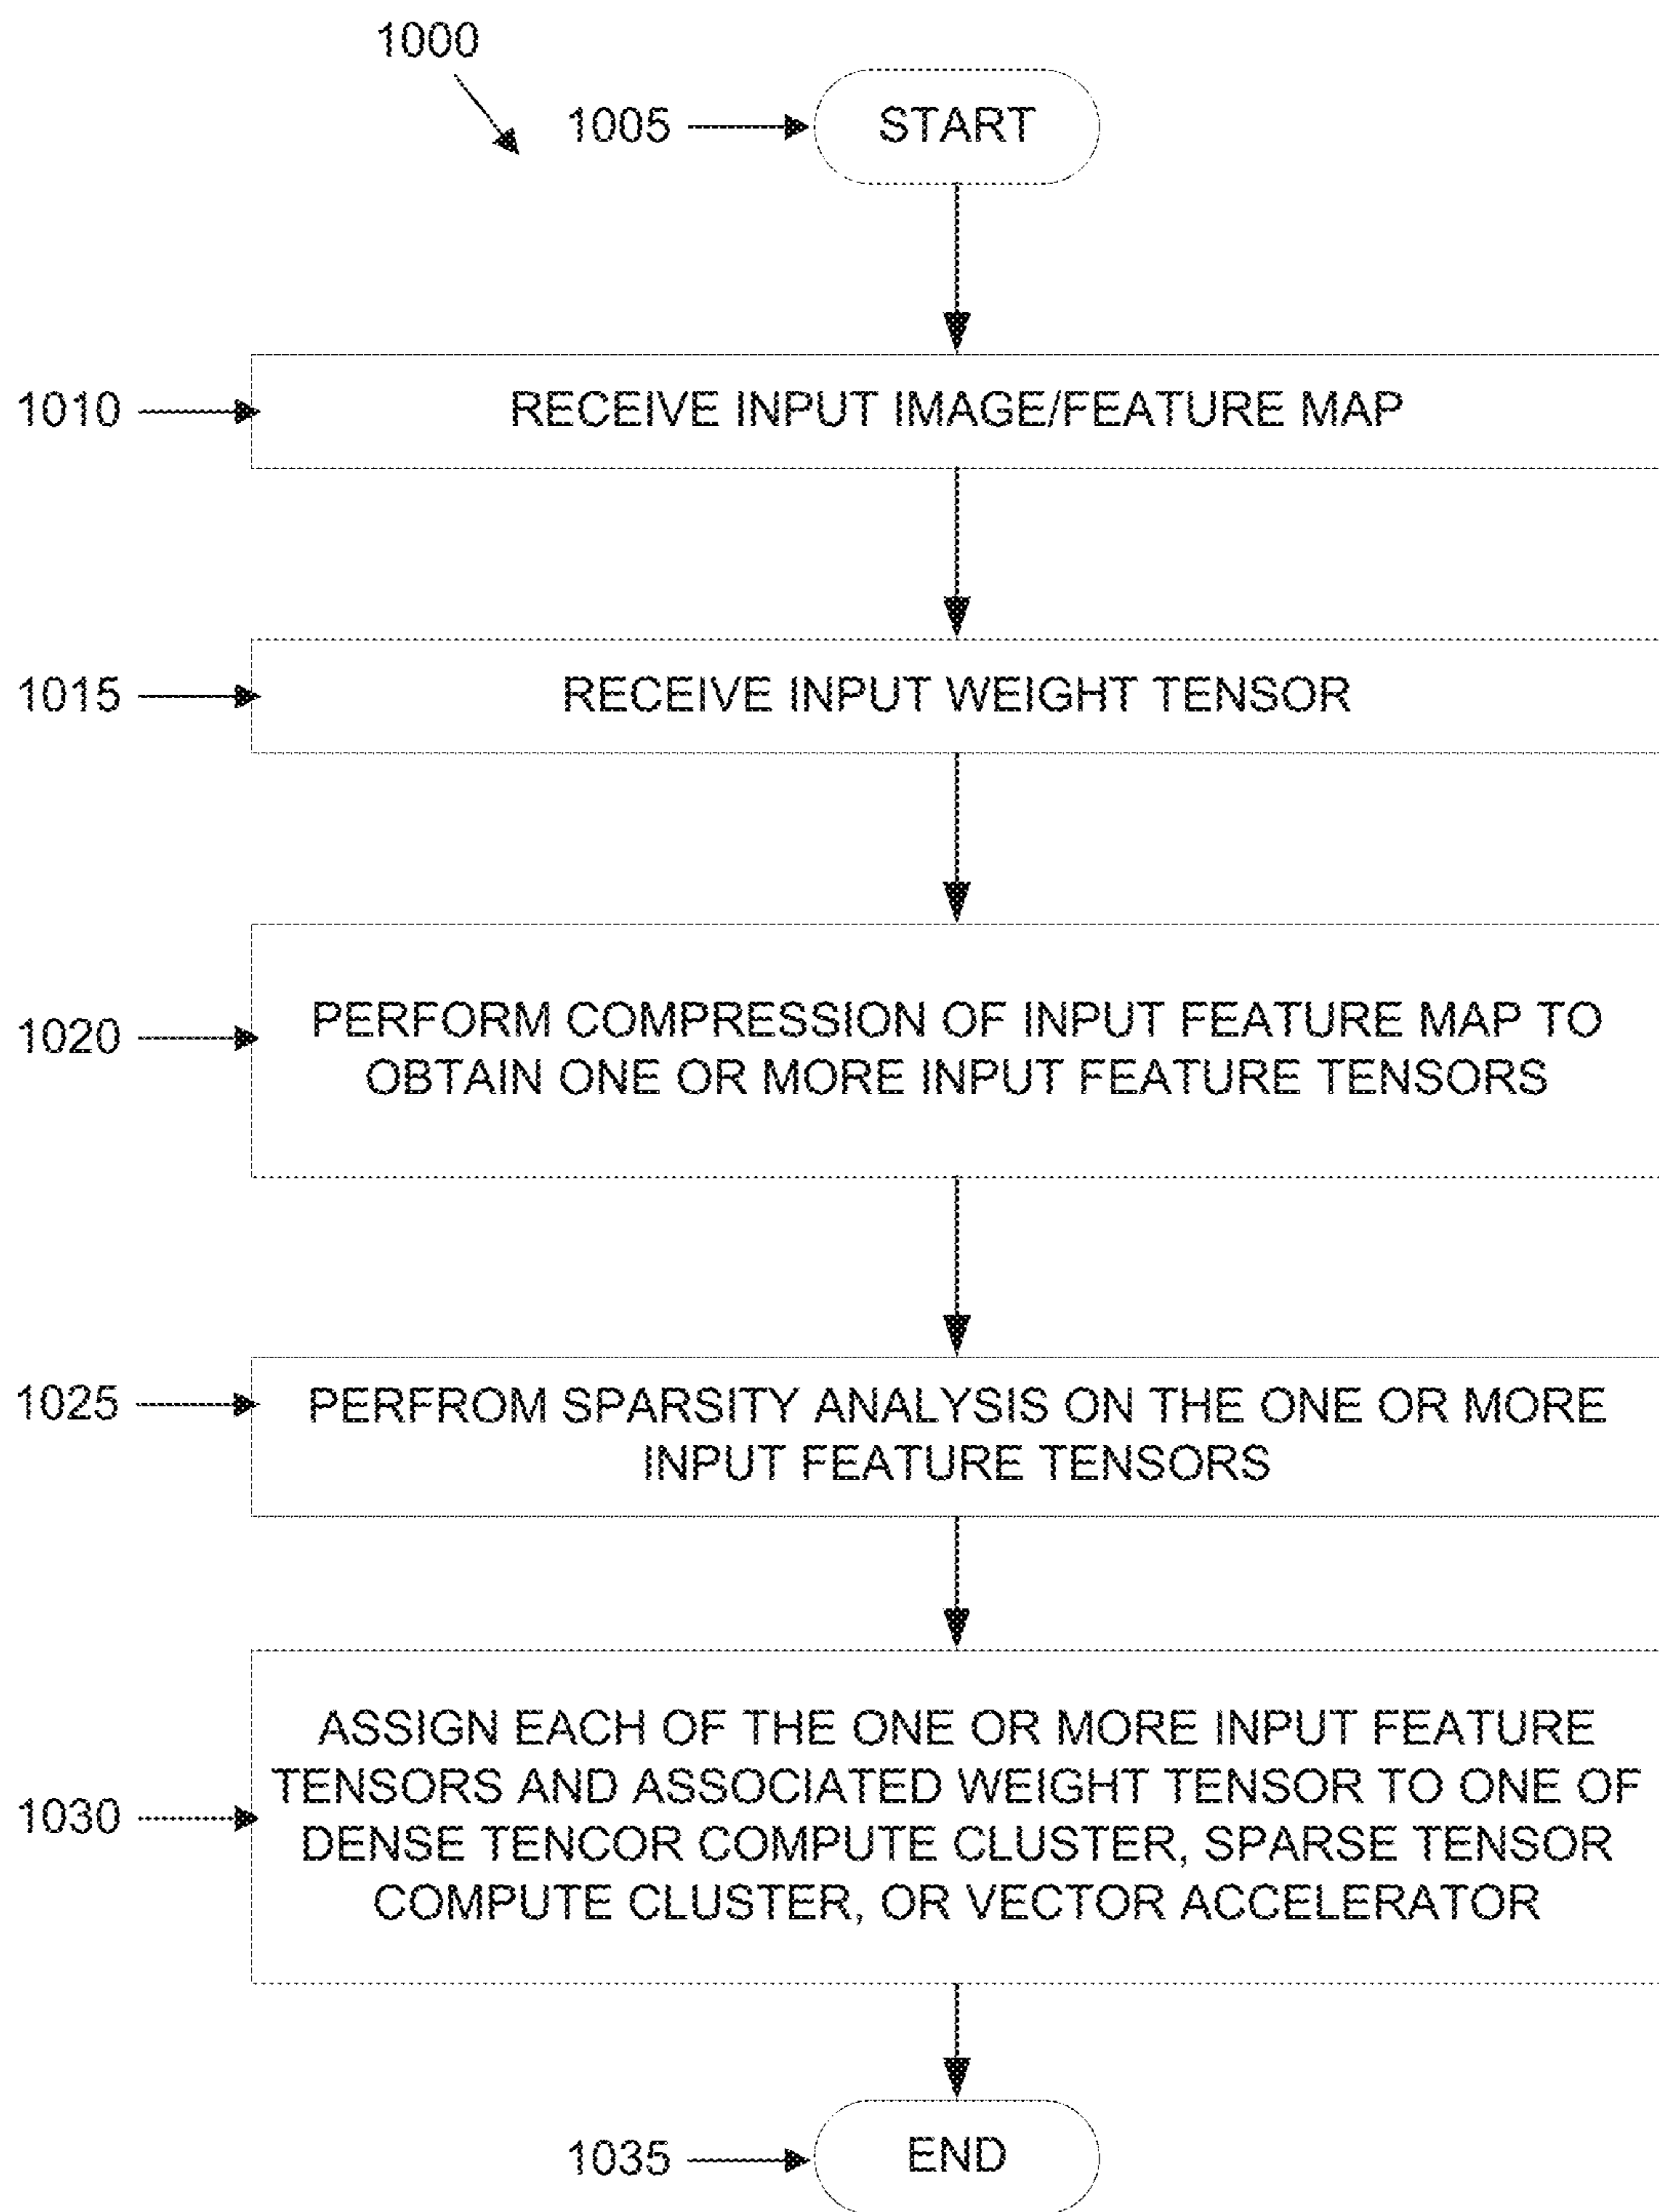 1000
1005
START
1010
RECEIVE INPUT IMAGE/FEATURE MAP
1015
RECEIVE INPUT WEIGHT TENSOR
1020
PERFORM COMPRESSION OF INPUT FEATURE MAP TO
OBTAIN ONE OR MORE INPUT FEATURE TENSORS
1025
PERFROM SPARSITY ANALYSIS ON THE ONE OR MORE
INPUT FEATURE TENSORS
1030
ASSIGN EACH OF THE ONE OR MORE INPUT FEATURE
TENSORS AND ASSOCIATED WEIGHT TENSOR TO ONE OF
DENSE TENCOR COMPUTE CLUSTER, SPARSE TENSOR
COMPUTE CLUSTER, OR VECTOR ACCELERATOR
1035
END